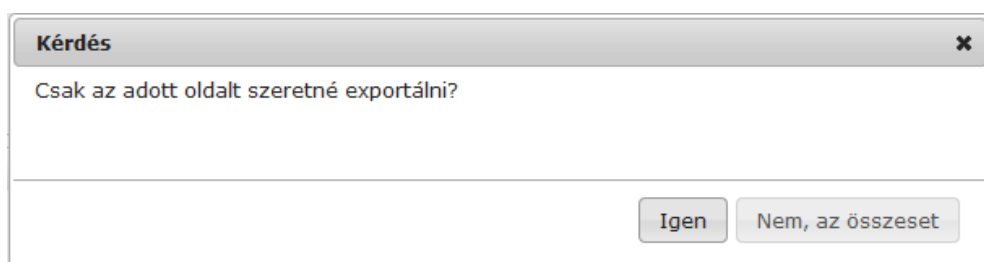 Kérdés
Csak az adott oldalt szeretné exportálni?
Igen
Nem, az összeset